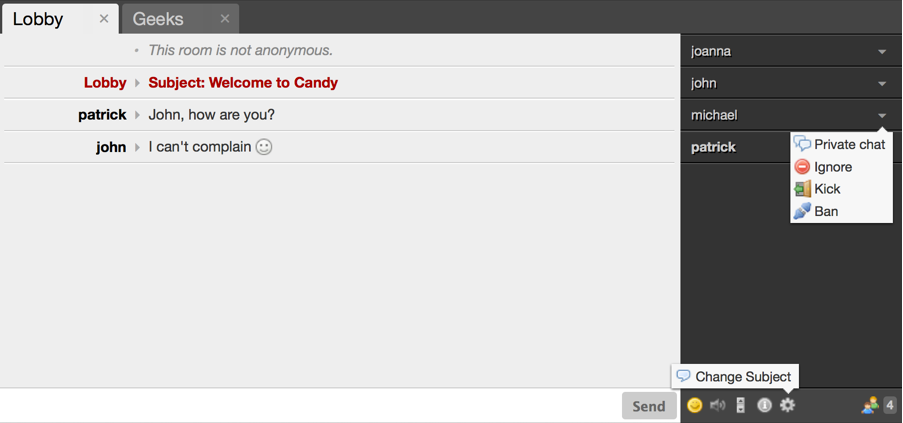 Lobby × Geeks ×
• This room is not anonymous.
Lobby Subject: Welcome to Candy
patrick John, how are you?
john I can't complain
joanna
john
michael
patrick
Private chat
Ignore
Kick
Ban
Change Subject
Send
4